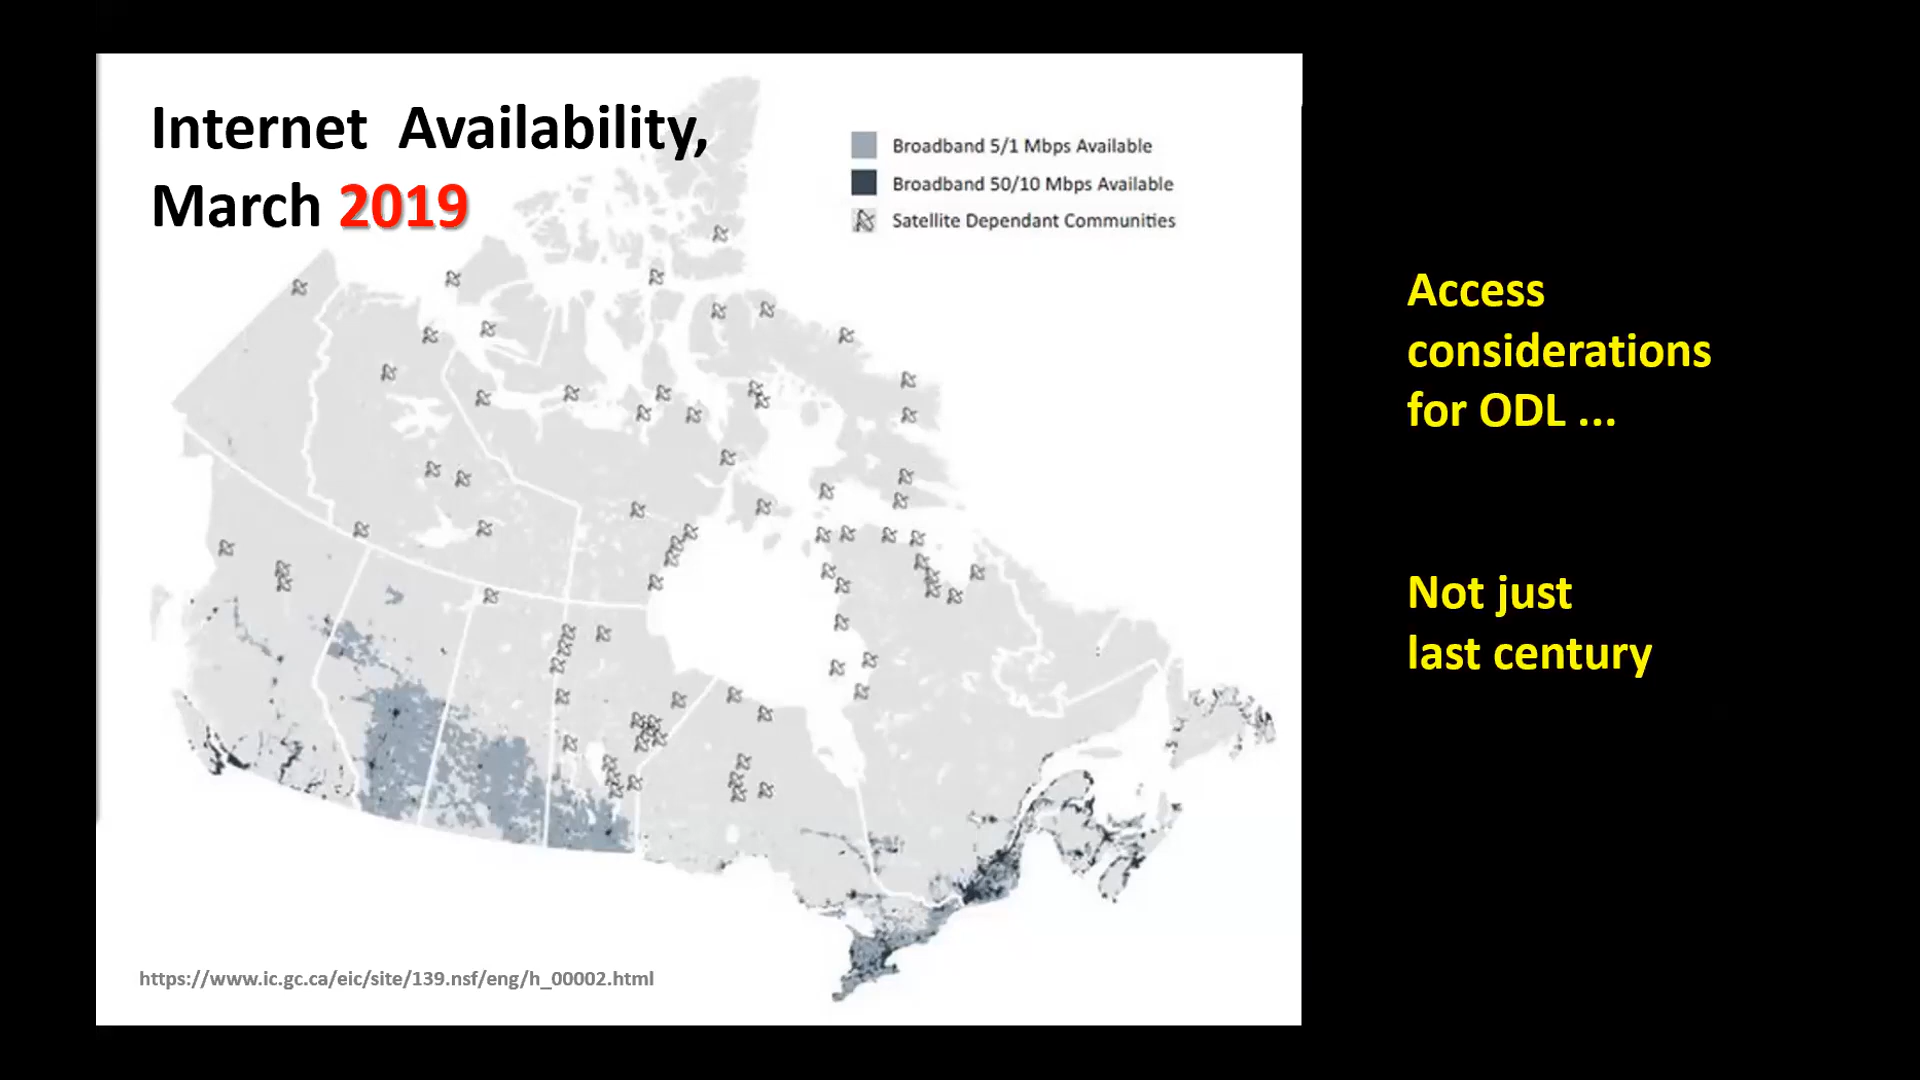 Internet Availability,
March 2019
Broadband 5/1 Mbps Available
Broadband 50/10 Mbps Available
Satellite Dependant Communities
https://www.ic.gc.ca/eic/site/139.nsf/eng/h_00002.html
Access
considerations
for ODL ...
Not just
last century